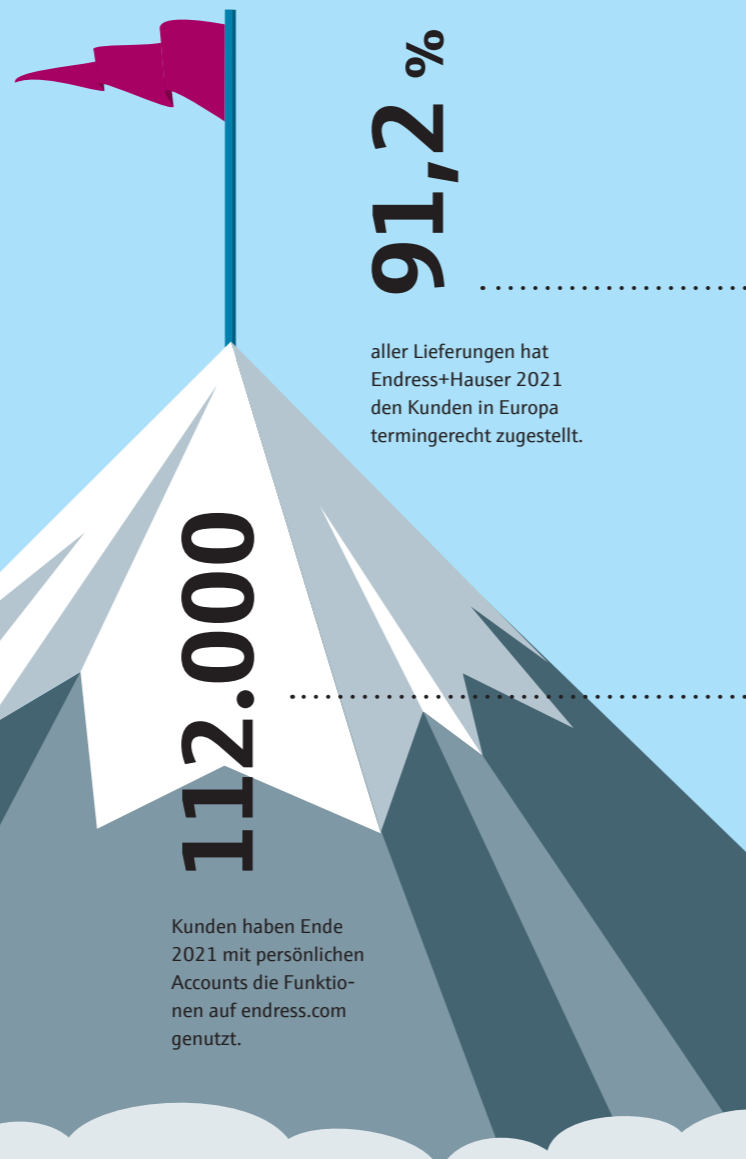 91,2 %
aller Lieferungen hat
Endress+Hauser 2021
den Kunden in Europa
termingerecht zugestellt.
112.000
Kunden haben Ende
2021 mit persönlichen
Accounts die Funktio-
nen auf endress.com
genutzt.